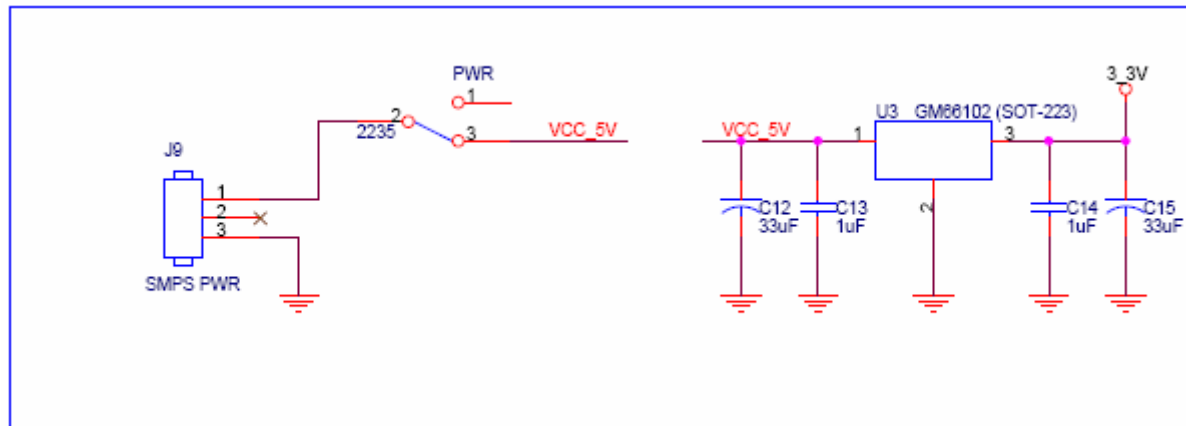 PWR
1
2
2235
3
VCC_5V
J9
1
2
3
SMPS PWR
3_3V
U3 GM66102 (SOT-223)
VCC_5V
1
3
2
C12
33uF
C13
1uF
C14
1uF
C15
33uF